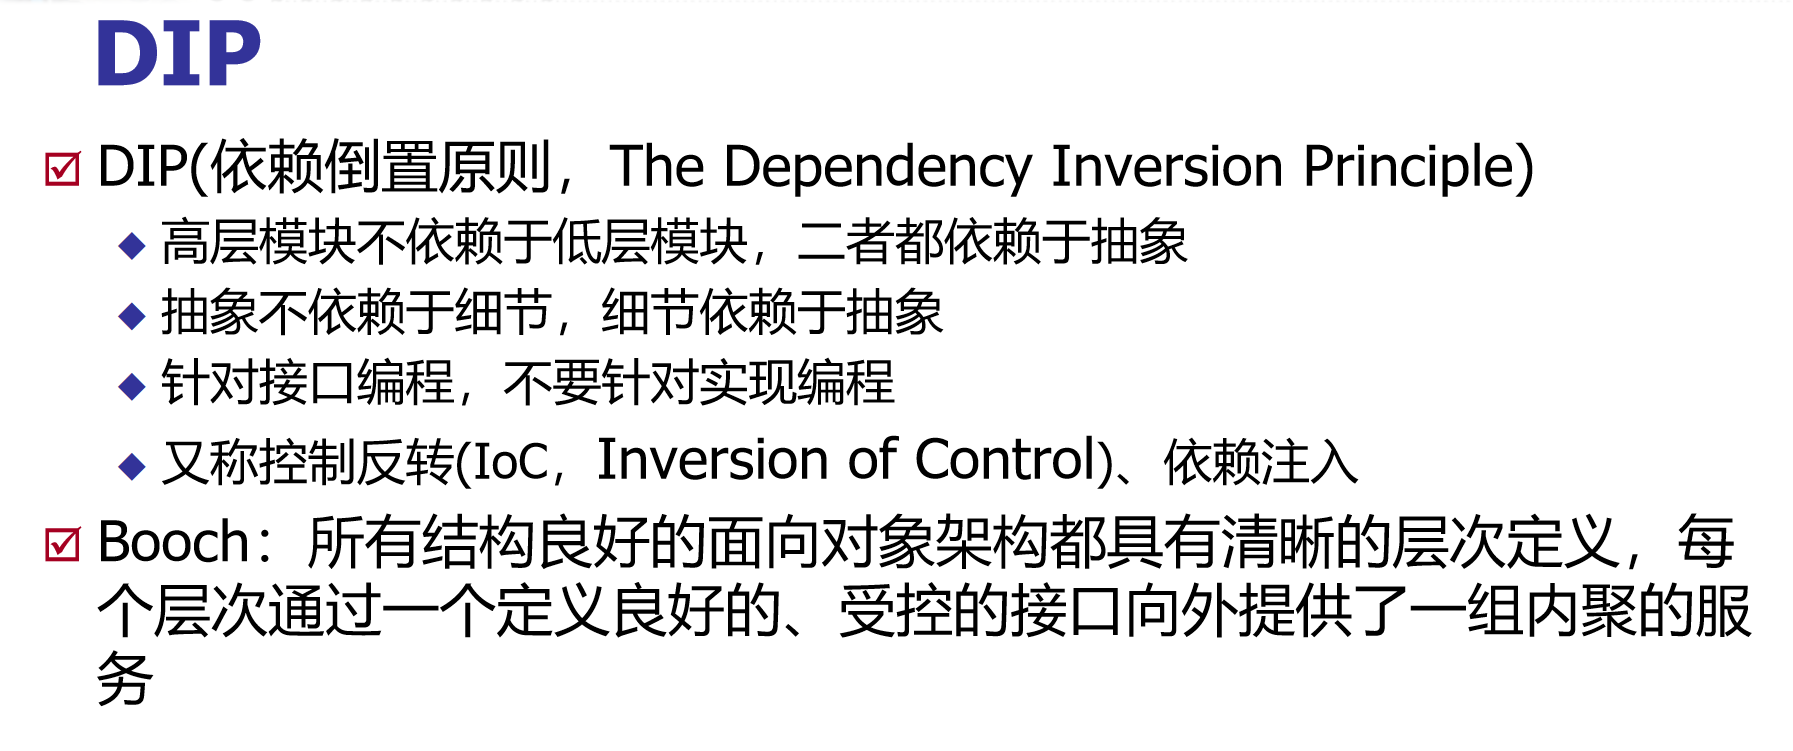 DIP
DIP(依赖倒置原则，The Dependency Inversion Principle)
高层模块不依赖于低层模块，二者都依赖于抽象
抽象不依赖于细节，细节依赖于抽象
针对接口编程，不要针对实现编程
又称控制反转(IoC，Inversion of Control)、依赖注入
Booch：所有结构良好的面向对象架构都具有清晰的层次定义，每
个层次通过一个定义良好的、受控的接口向外提供了一组内聚的服
务